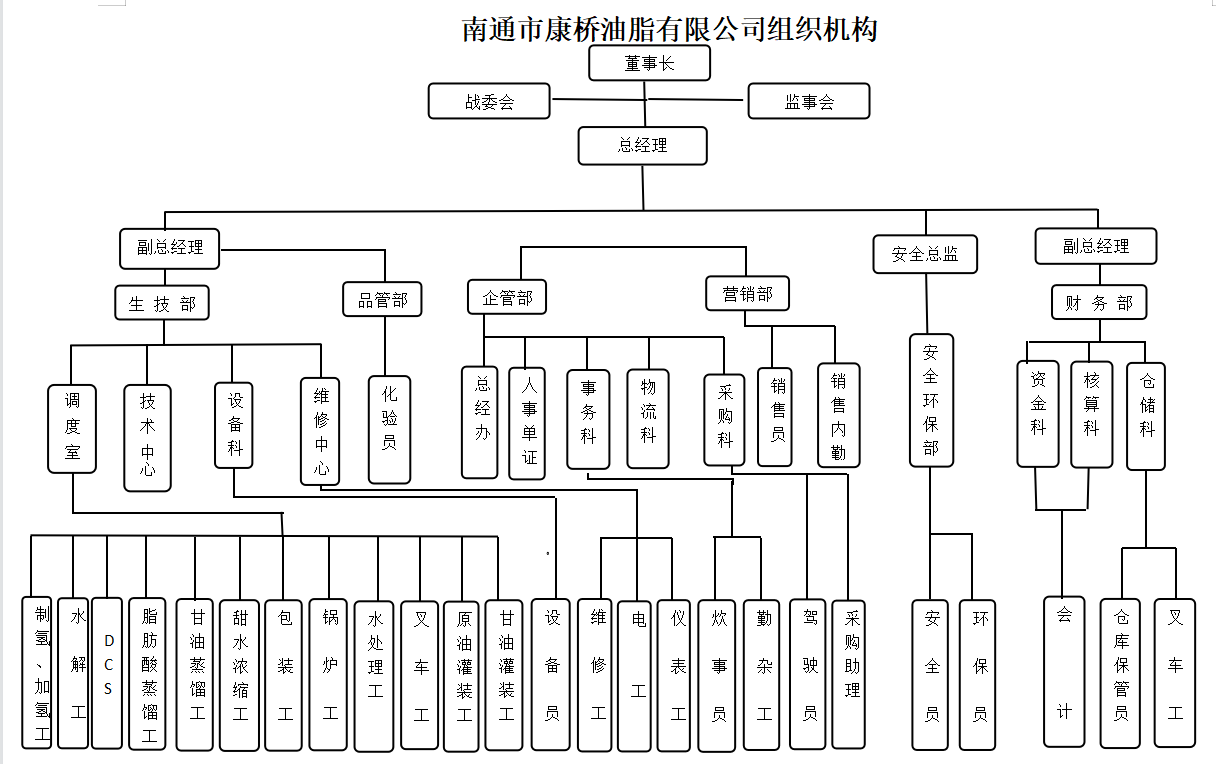 南通市康桥油脂有限公司组织机构
董事长
战委会
监事会
总经理
副总经理
安全总监
副总经理
生 技 部
品管部
企管部
营销部
财 务 部
调度室
技术中心
设备科
维修中心
化验员
总经办
人事单证
事务科
物流科
采购科
销售员
销售内勤
安全环保部
资金科
核算科
仓储科
制氢、加氢工
水解工
DCS
脂肪酸蒸馏工
甘油蒸馏工
甜水浓缩工
包装工
锅炉工
水处理工
叉车工
原油灌装工
甘油灌装工
设备员
维修工
电工
仪表工
炊事员
勤杂工
驾驶员
采购助理
安全员
环保员
会计
仓库保管员
叉车工